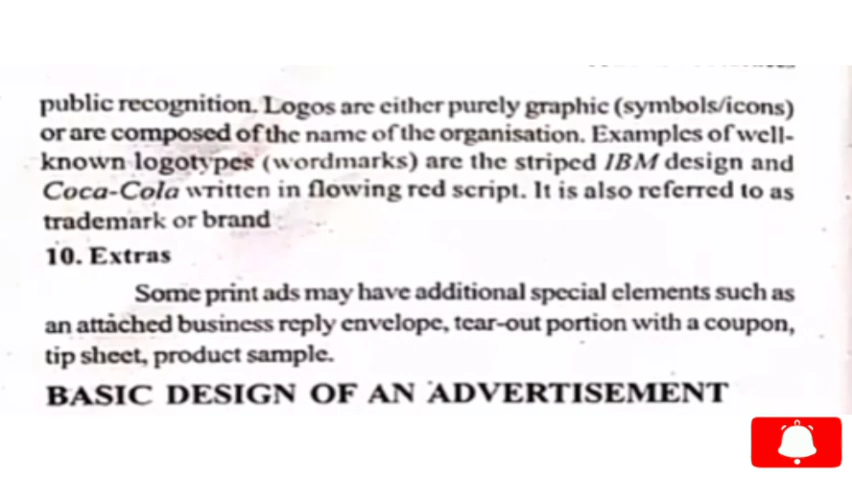 public recognition. Logos are either purely graphic (symbols/icons)
or are composed of the name of the organisation. Examples of well-
known logotypes (wordmarks) are the striped IBM design and
Coca-Cola written in flowing red script. It is also referred to as
trademark or brand
10. Extras
Some print ads may have additional special elements such as
an attached business reply envelope, tear-out portion with a coupon,
tip sheet, product sample.
BASIC DESIGN OF AN ADVERTISEMENT